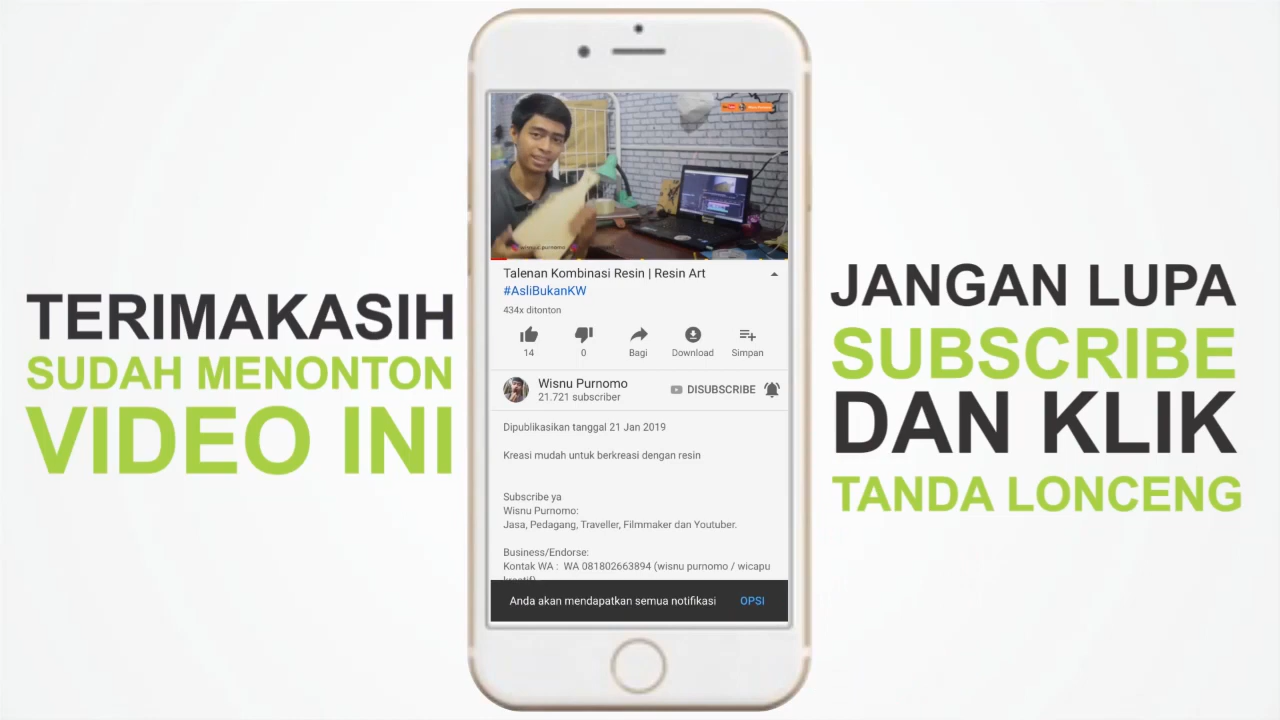 TERIMAKASIH
SUDAH MENONTON
VIDEO INI
Talenan Kombinasi Resin | Resin Art
#AsliBukanKW
434x ditonton
14
0
Bagi
Download
Simpan
Wisnu Purnomo
21.721 subscriber
DISUBSCRIBE
Dipublikasikan tanggal 21 Jan 2019
Kreasi mudah untuk berkreasi dengan resin
Subscribe ya
Wisnu Purnomo:
Jasa, Pedagang, Traveller, Filmmaker dan Youtuber.
Business/Endorse:
Kontak WA : WA 081802663894 (wisnu purnomo / wicapu
kreatif)
Anda akan mendapatkan semua notifikasi
OPSI
JANGAN LUPA
SUBSCRIBE
DAN KLIK
TANDA LONCENG